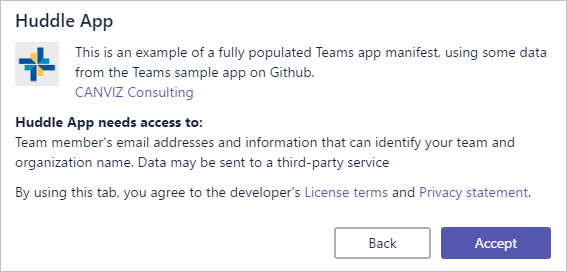 Huddle App
This is an example of a fully populated Teams app manifest, using some data
from the Teams sample app on Github.
CANVIZ Consulting
Huddle App needs access to:
Team member's email addresses and information that can identify your team and
organization name. Data may be sent to a third-party service
By using this tab, you agree to the developer's License terms and Privacy statement.
Back
Accept